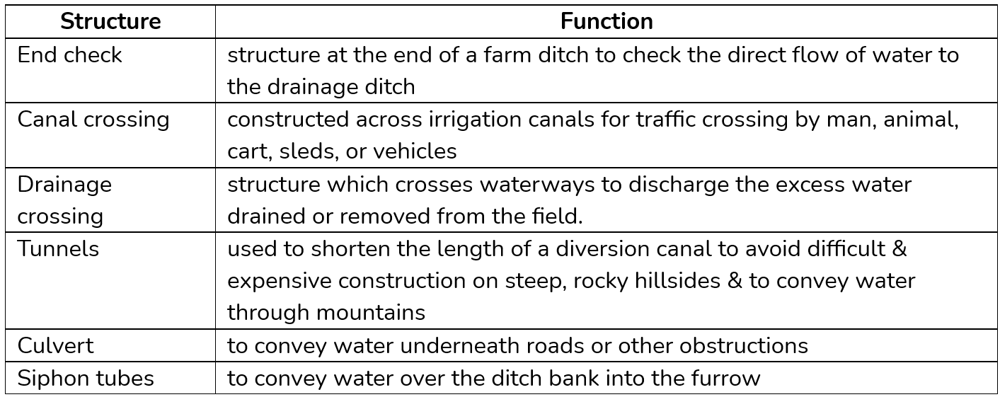 Structure Function
End check structure at the end of a farm ditch to check the direct flow of water to
the drainage ditch
Canal crossing constructed across irrigation canals for traffic crossing by man, animal,
cart, sleds, or vehicles
Drainage structure which crosses waterways to discharge the excess water
crossing drained or removed from the field.
Tunnels used to shorten the length of a diversion canal to avoid difficult &
expensive construction on steep, rocky hillsides & to convey water
through mountains
Culvert to convey water underneath roads or other obstructions
Siphon tubes to convey water over the ditch bank into the furrow